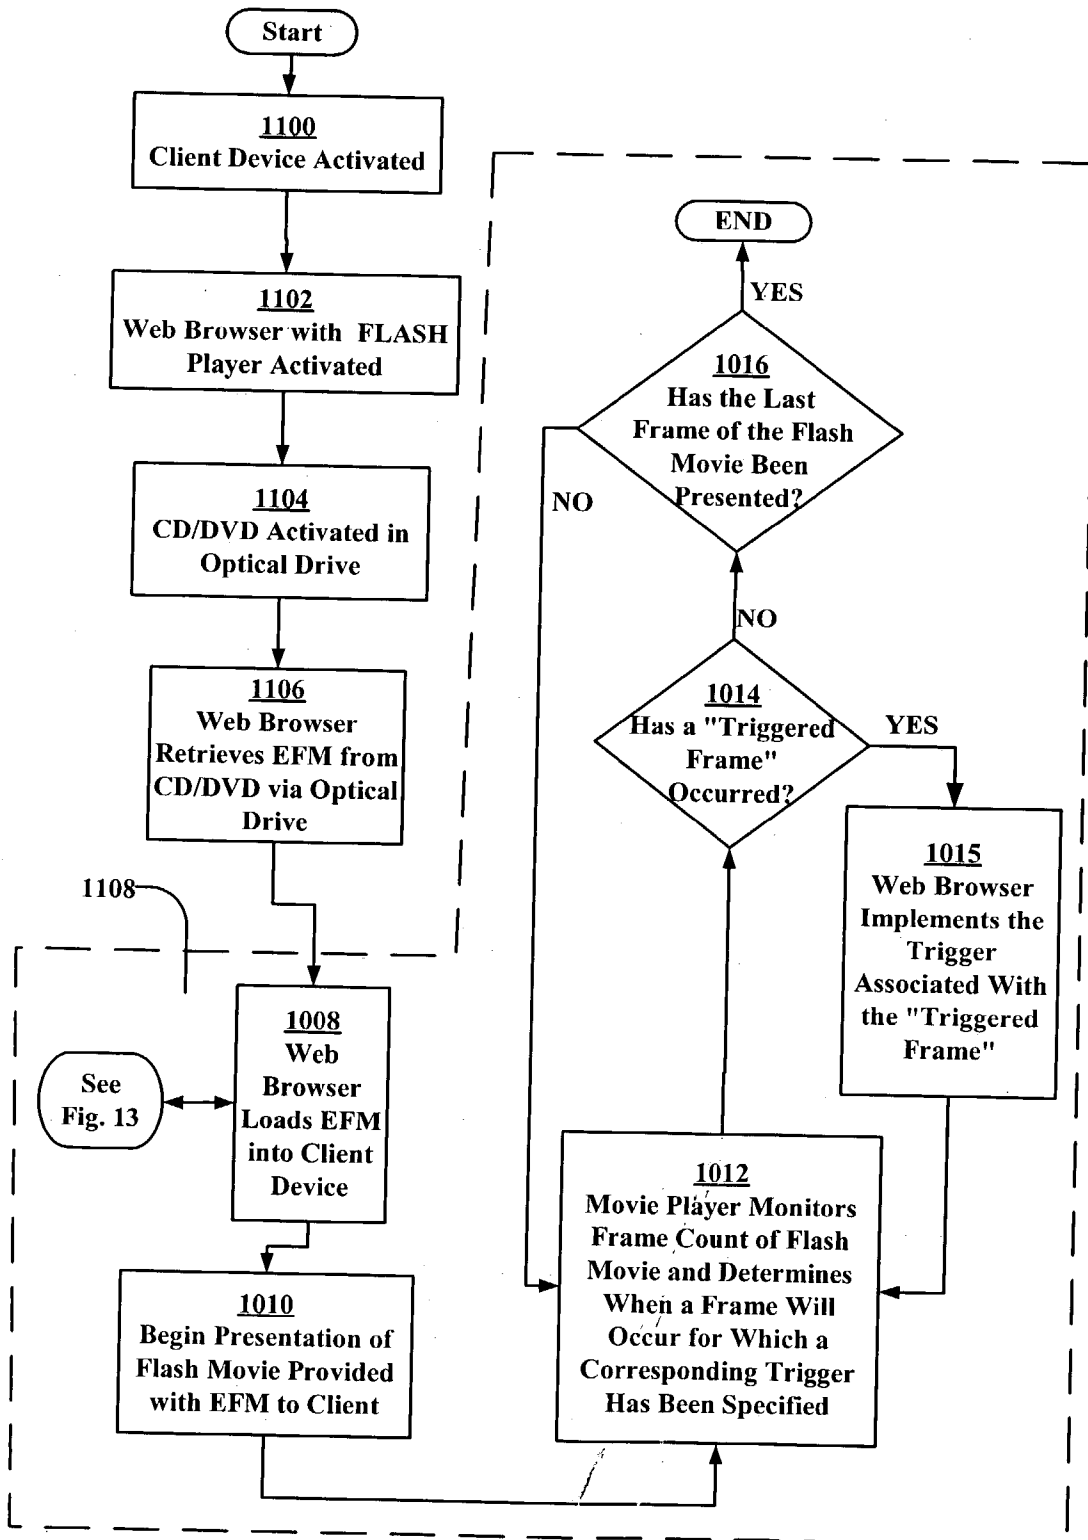 Start
1100
Client Device Activated
1102
Web Browser with FLASH
Player Activated
1104
CD/DVD Activated in
Optical Drive
1106
Web Browser
Retrieves EFM from
CD/DVD via Optical
Drive
1108
1008
Web
Browser
Loads EFM
into Client
Device
See
Fig. 13
1010
Begin Presentation of
Flash Movie Provided
with EFM to Client
END
YES
1016
Has the Last
Frame of the Flash
Movie Been
Presented?
NO
NO
1014
Has a "Triggered
Frame"
Occurred?
YES
1015
Web Browser
Implements the
Trigger
Associated With
the "Triggered
Frame"
1012
Movie Player Monitors
Frame Count of Flash
Movie and Determines
When a Frame Will
Occur for Which a
Corresponding Trigger
Has Been Specified